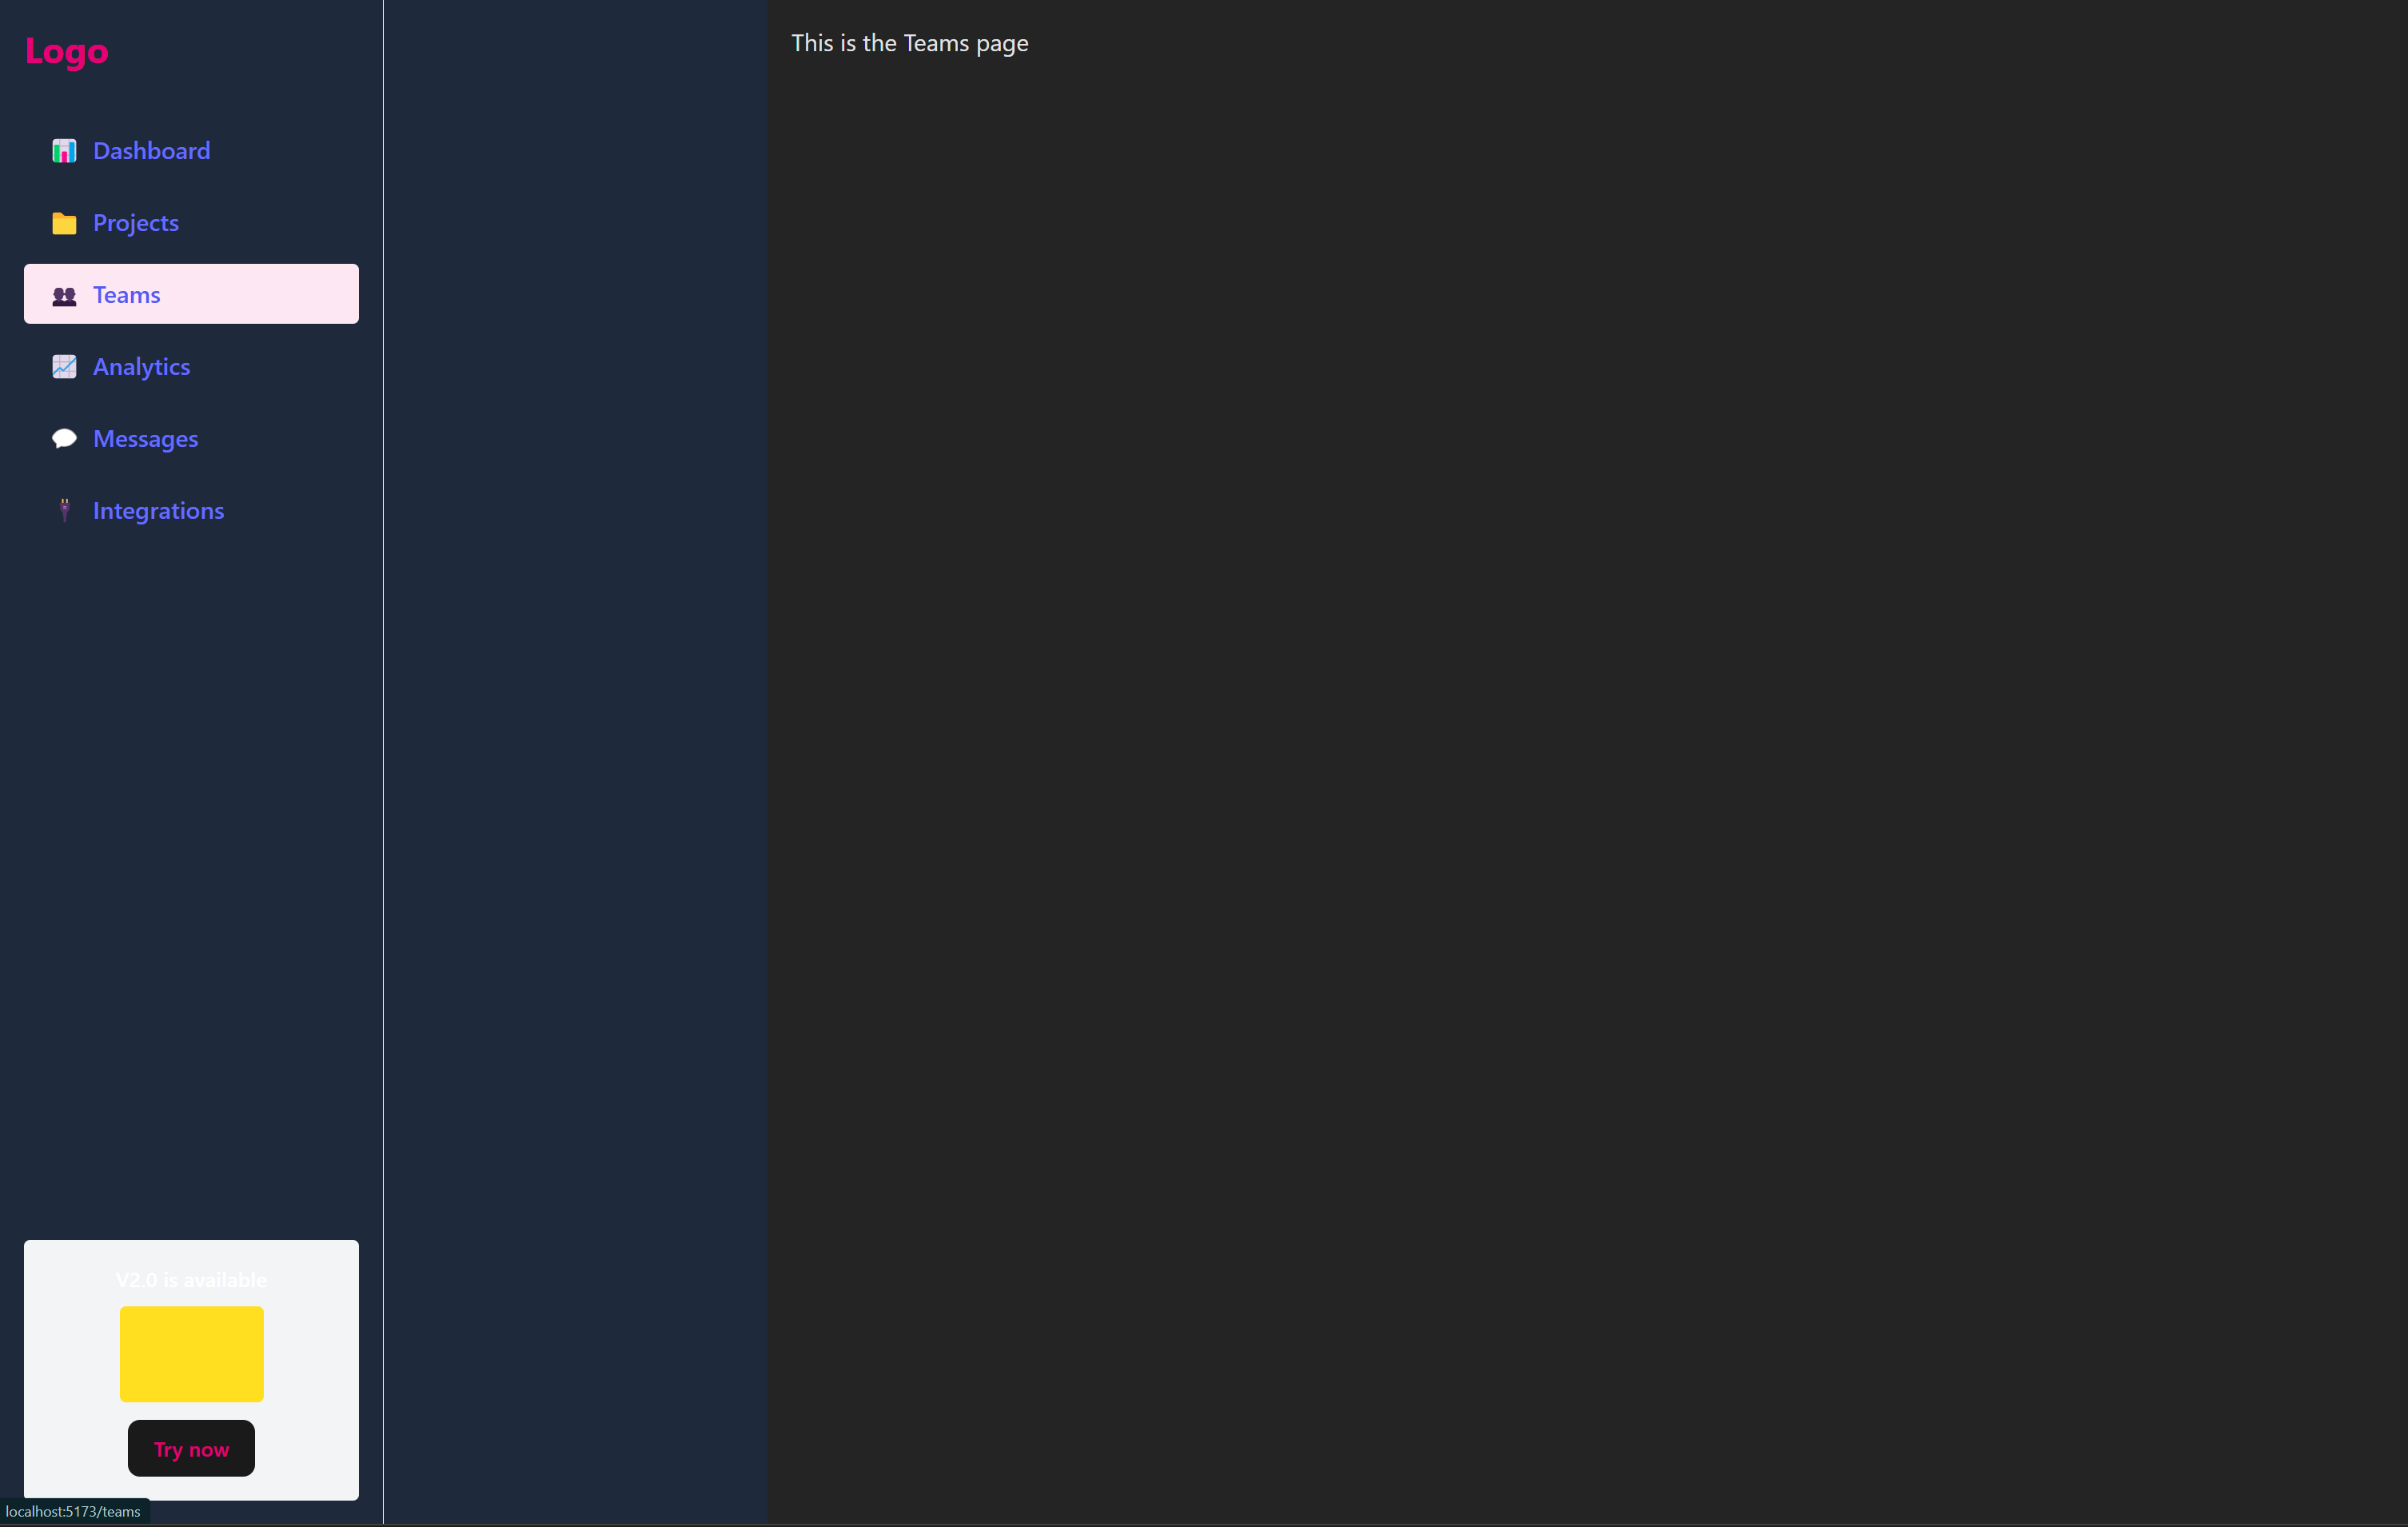 Logo
Dashboard
Projects
Teams
Analytics
Messages
Integrations
V2.0 is available
Try now
localhost:5173/teams
This is the Teams page